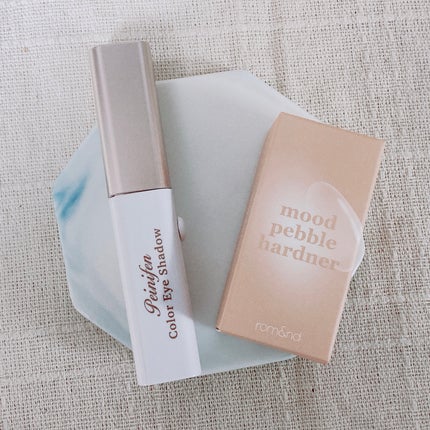 Peinifen
Color Eye Shadow
mood
pebble
hardner
rom&nd